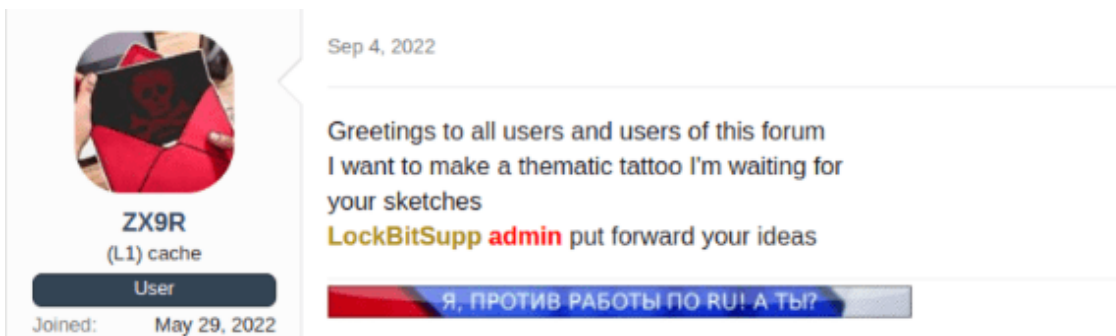 Sep 4, 2022
Greetings to all users and users of this forum
I want to make a thematic tattoo I'm waiting for
your sketches
LockBitSupp admin put forward your ideas
ZX9R
(L1) cache
User
Joined: May 29, 2022
Я, ПРОТИВ РАБОТЫ ПО RU! А ТЫ?